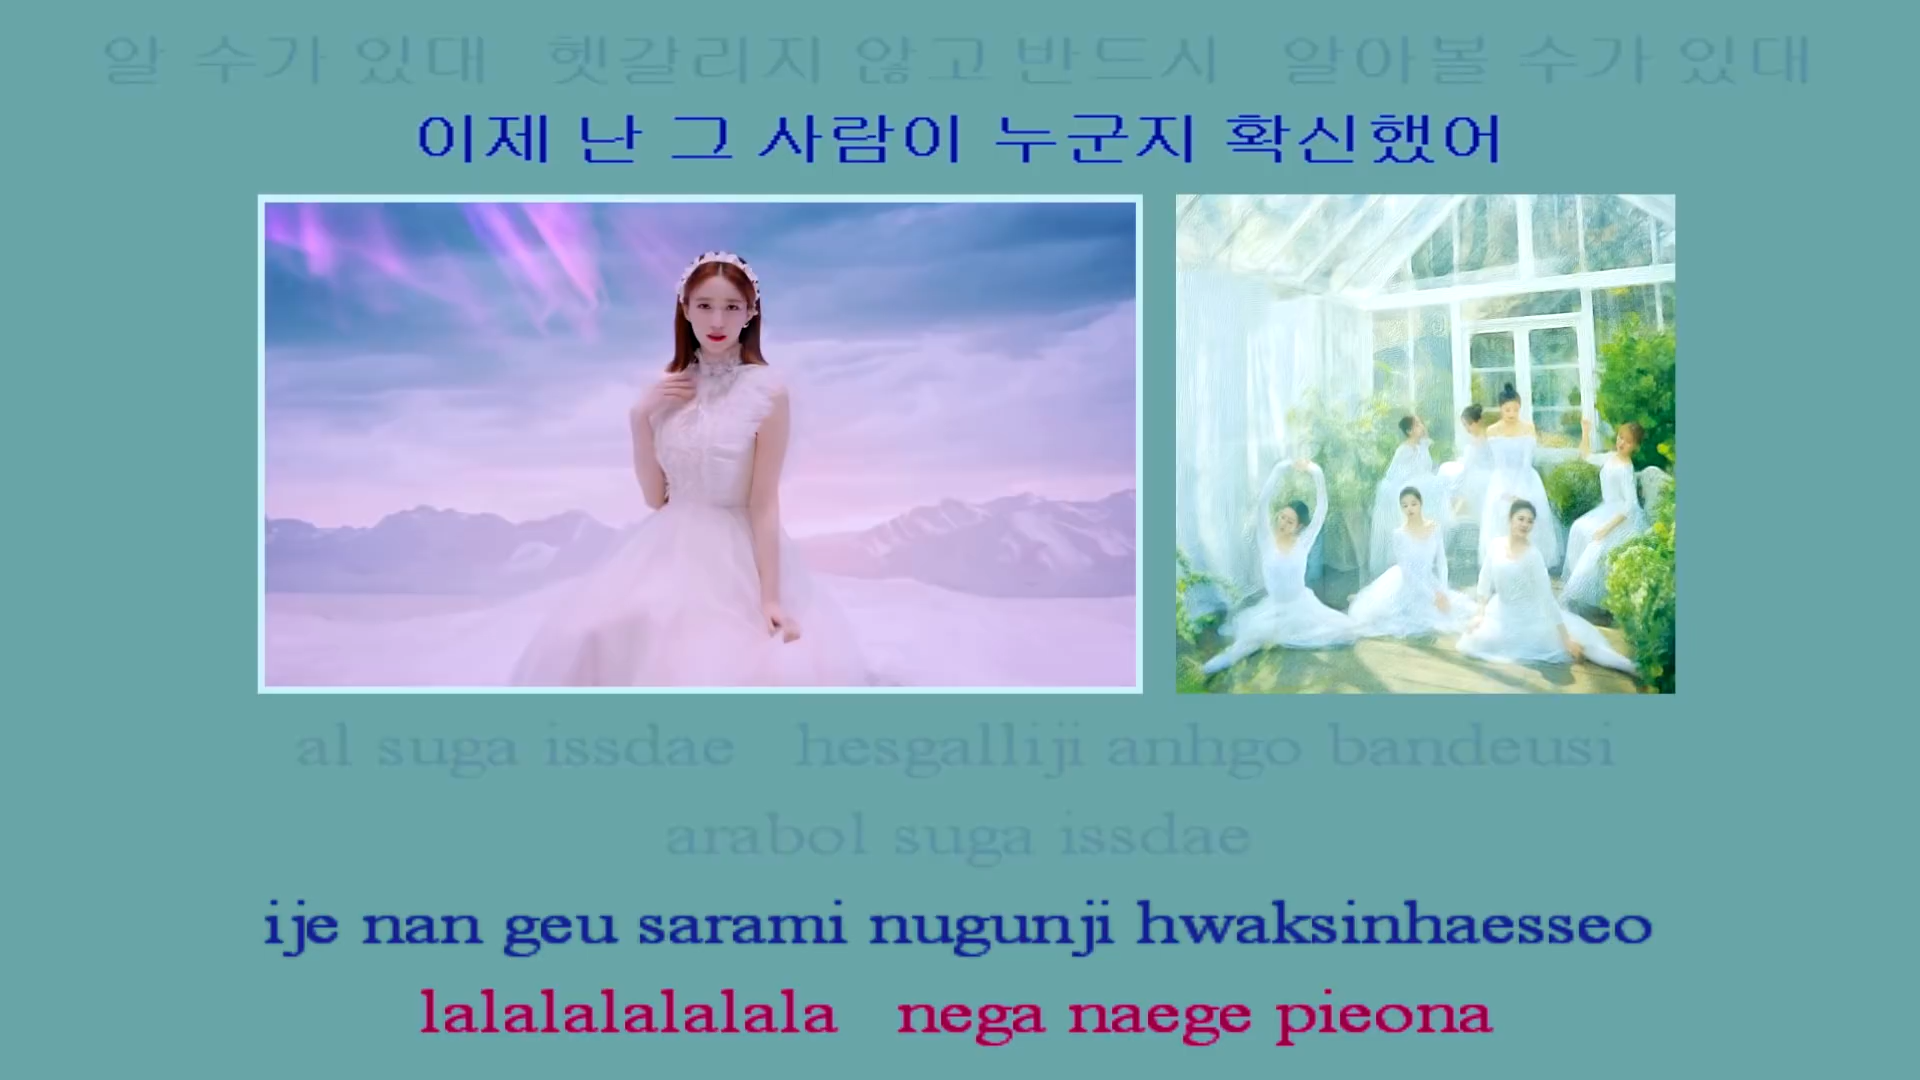 알 수가 있대 헷갈리지 않고 반드시 알아볼 수가 있대
이제 난 그 사람이 누군지 확신했어
al suga issdae hesgalliji anhgo bandeusi
arabol suga issdae
ije nan geu sarami nugunji hwaksinhaesseo
lalalalalalala nega naege pieona